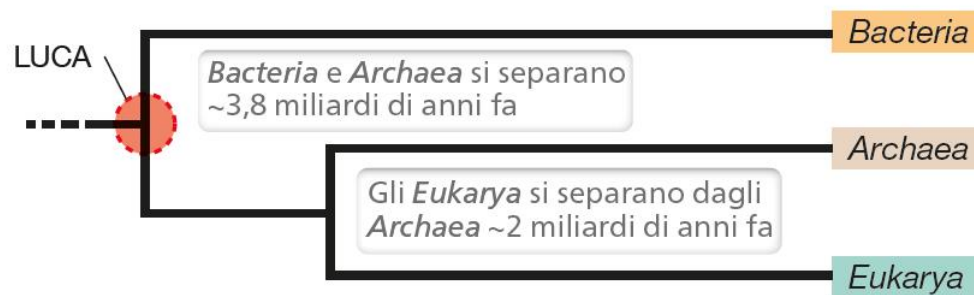 Bacteria
LUCA
Bacteria e Archaea si separano
~3,8 miliardi di anni fa
Archaea
Gli Eukarya si separano dagli
Archaea ~2 miliardi di anni fa
Eukarya